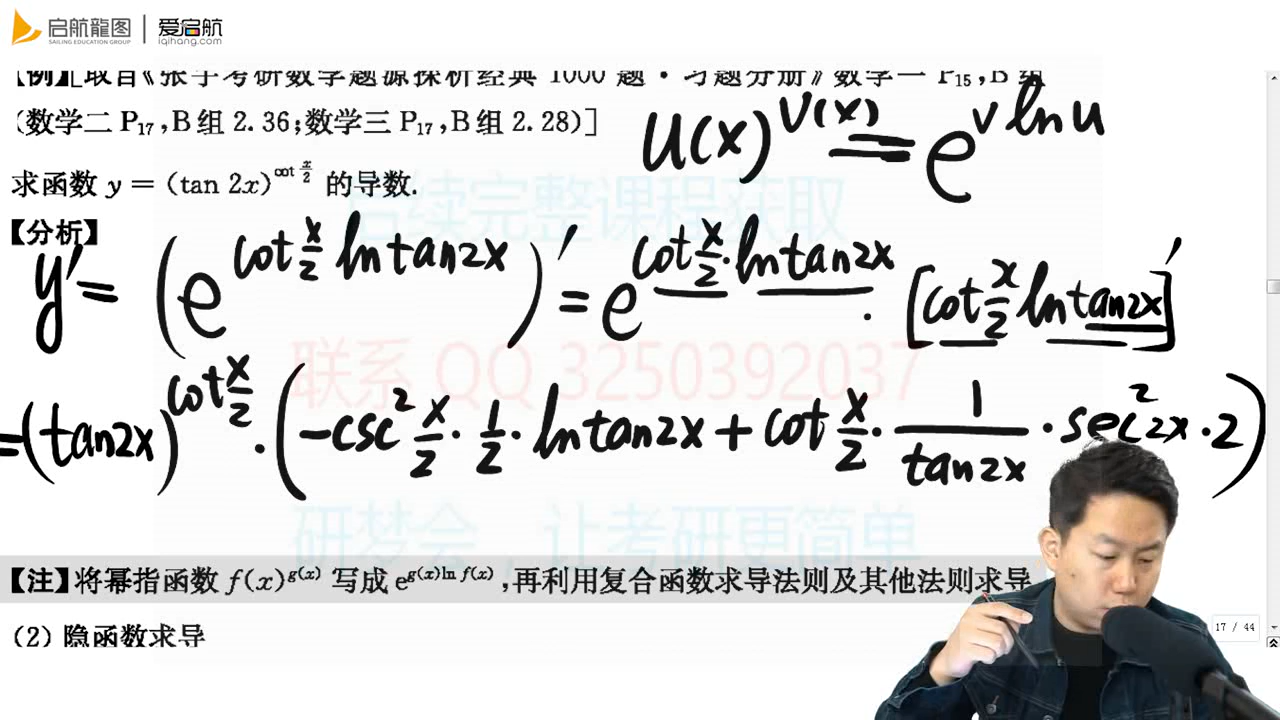 启航龍图 | 爱启航
SAILING EDUCATION GROUP iqihang.com
【例】[取自《张宇考研数学题源探析经典 1000 题·习题分册》数学一 P₁₅,B 组
(数学二 P₁₇,B 组 2.36;数学三 P₁₇,B 组 2.28)]
u(x)^{v(x)} = e^{v ln u}
求函数 y = (tan 2x)^{cot x/2} 的导数.
【分析】
y' = (e^{cot x/2 ln tan2x})' = e^{cot x/2 · ln tan2x} · [cot x/2 ln tan2x]'
= (tan2x)^{cot x/2} · (-csc² x/2 · 1/2 · ln tan2x + cot x/2 · 1/tan2x · sec² 2x · 2)
后续完整课程获取
联系 QQ 3250392037
研梦会，让考研更简单
【注】将幂指函数 f(x)^{g(x)} 写成 e^{g(x)ln f(x)},再利用复合函数求导法则及其他法则求导
(2) 隐函数求导
17 / 44